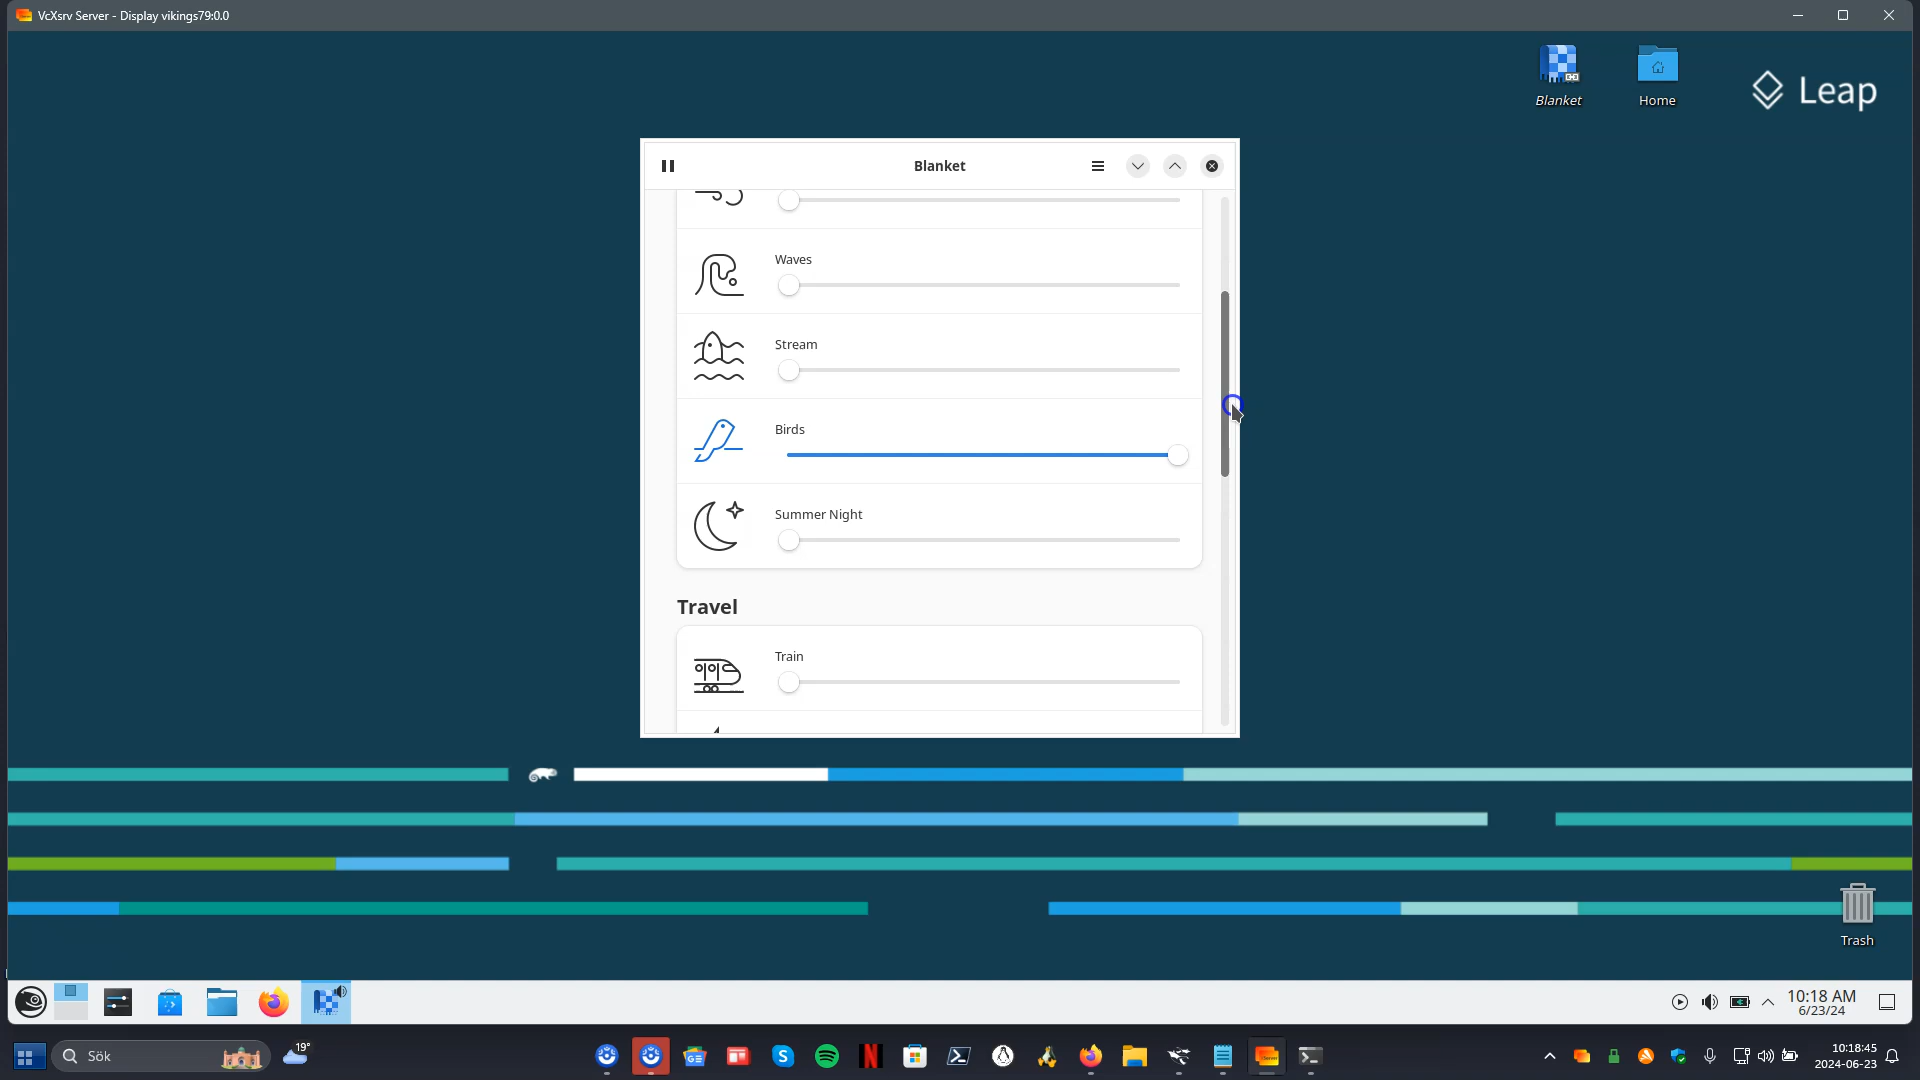 VcXsrv Server - Display vikings79:0.0
Blanket
Home
Leap
Blanket
Waves
Stream
Birds
Summer Night
Travel
Train
Trash
10:18 AM
6/23/24
Sök
19°
10:18:45
2024-06-23